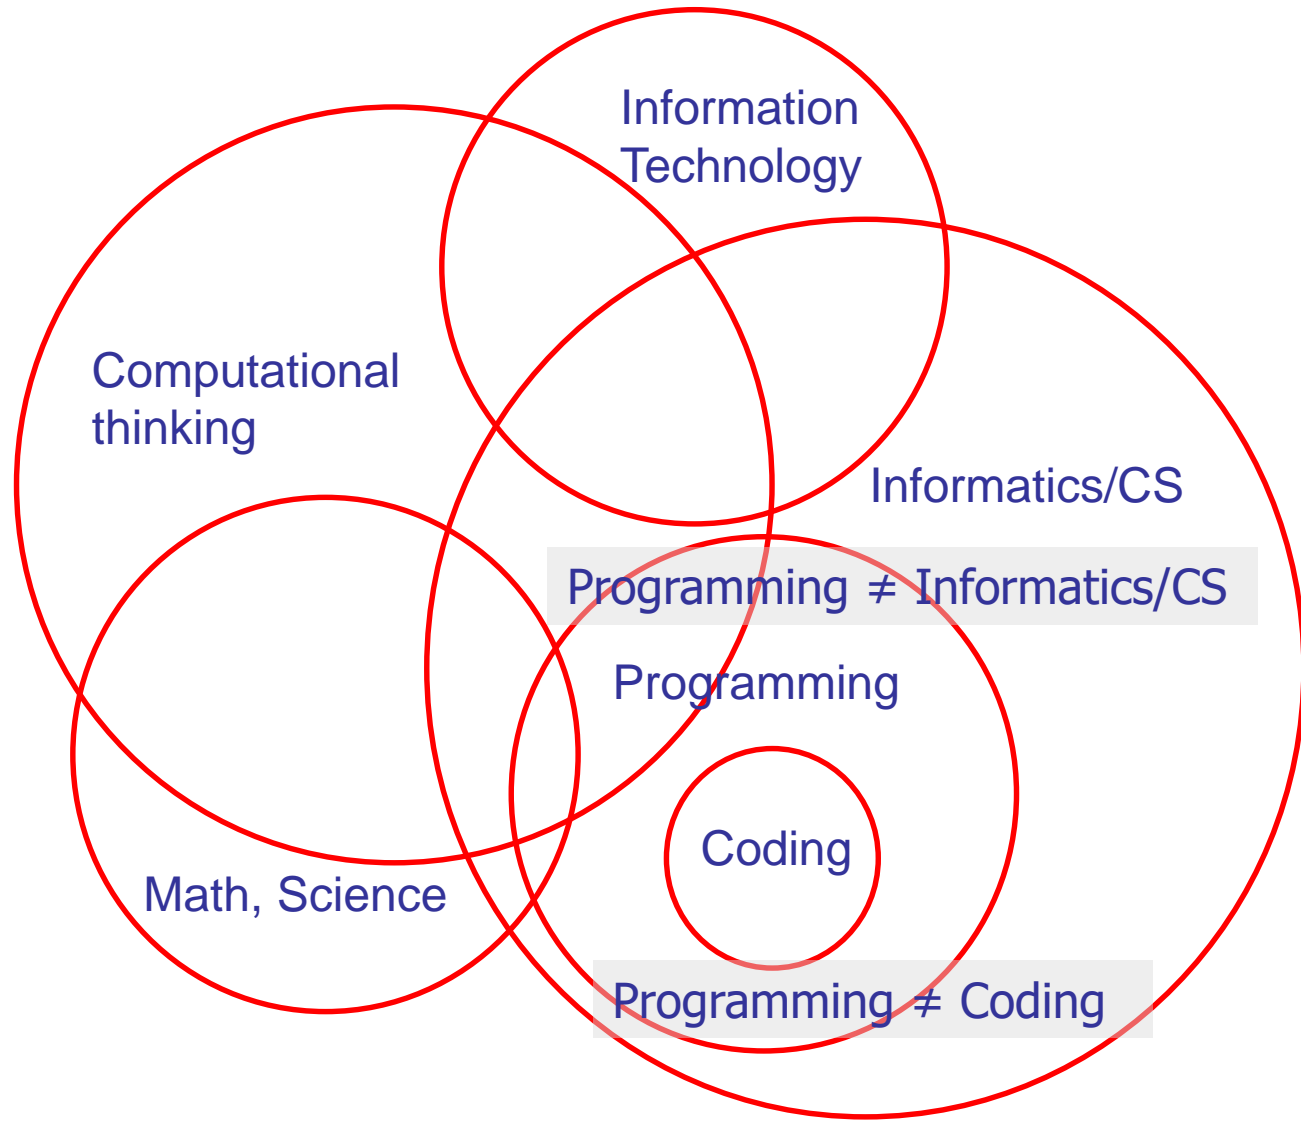 Information
Technology
Computational
thinking
Informatics/CS
Programming ≠ Informatics/CS
Programming
Coding
Math, Science
Programming ≠ Coding